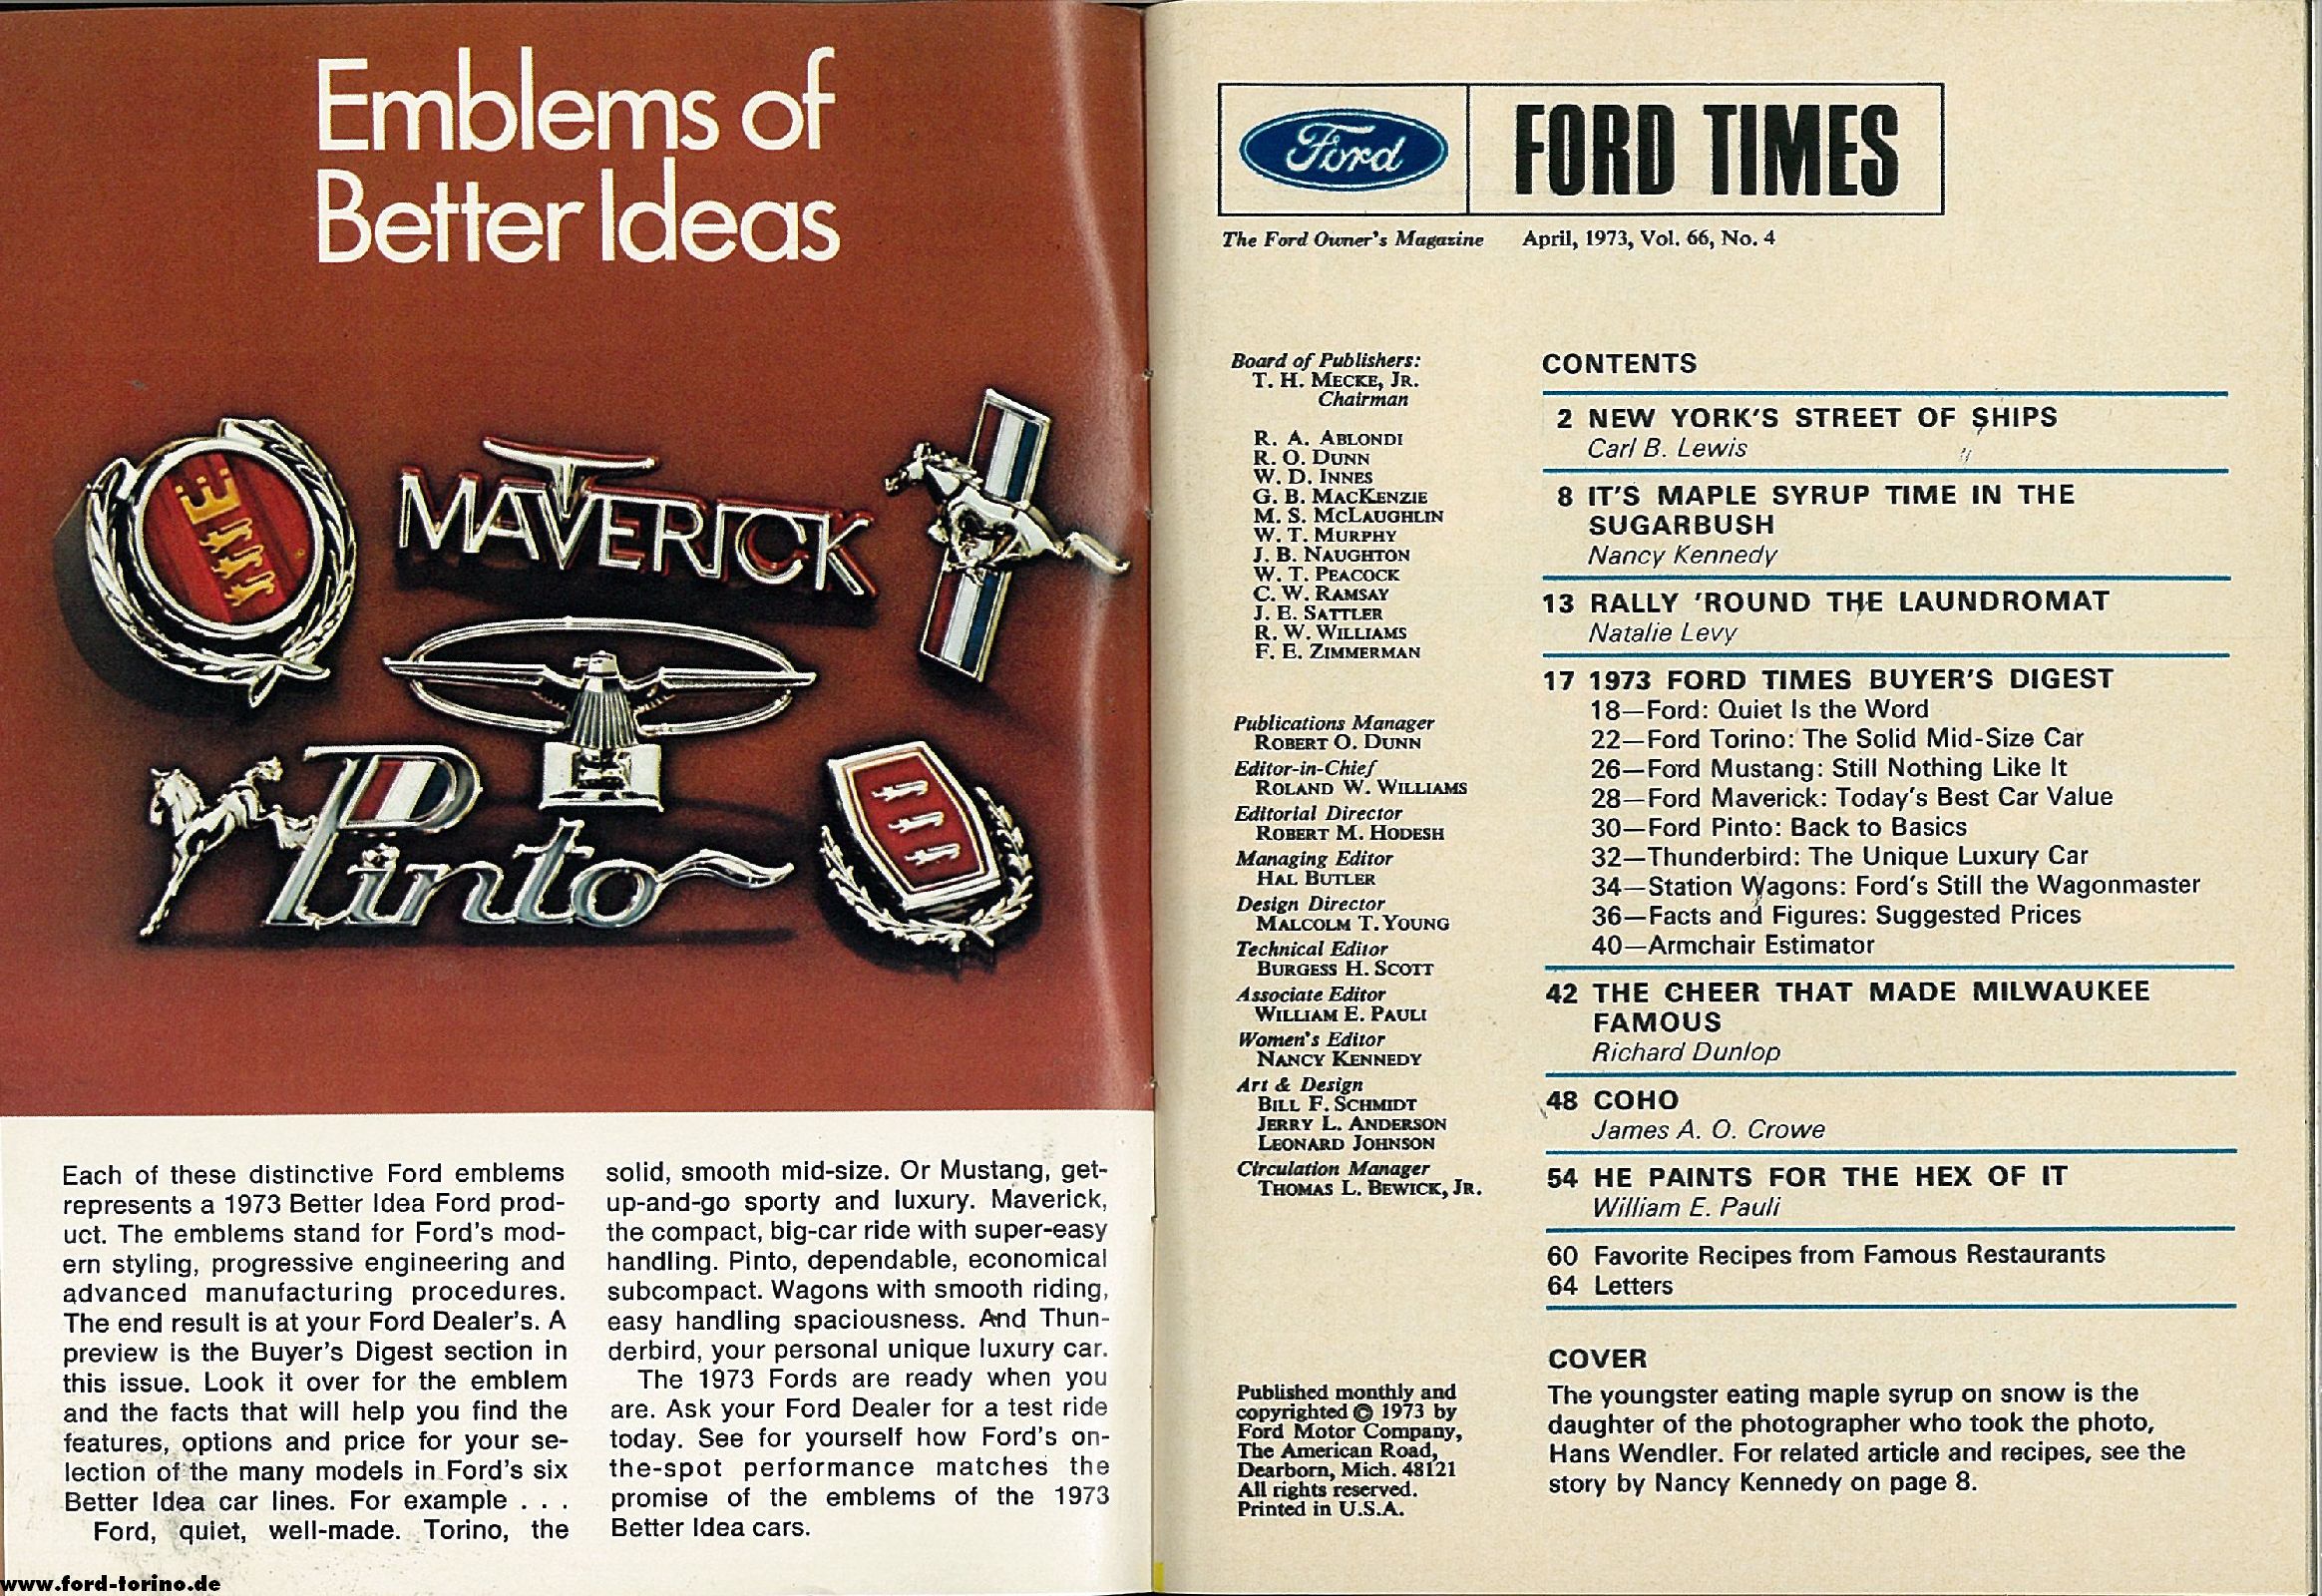 Emblems of
Better Ideas
MAVERICK
Pinto
Each of these distinctive Ford emblems
represents a 1973 Better Idea Ford prod-
uct. The emblems stand for Ford's mod-
ern styling, progressive engineering and
advanced manufacturing procedures.
The end result is at your Ford Dealer's. A
preview is the Buyer's Digest section in
this issue. Look it over for the emblem
and the facts that will help you find the
features, options and price for your se-
lection of the many models in Ford's six
Better Idea car lines. For example . . .
Ford, quiet, well-made. Torino, the
solid, smooth mid-size. Or Mustang, get-
up-and-go sporty and luxury. Maverick,
the compact, big-car ride with super-easy
handling. Pinto, dependable, economical
subcompact. Wagons with smooth riding,
easy handling spaciousness. And Thun-
derbird, your personal unique luxury car.
The 1973 Fords are ready when you
are. Ask your Ford Dealer for a test ride
today. See for yourself how Ford's on-
the-spot performance matches the
promise of the emblems of the 1973
Better Idea cars.
www.ford-torino.de
Ford
FORD TIMES
The Ford Owner's Magazine April, 1973, Vol. 66, No. 4
Board of Publishers:
T. H. MECKE, JR.
Chairman
R. A. ABLONDI
R. O. DUNN
W. D. INNES
G. B. MACKENZIE
M. S. MCLAUGHLIN
W. T. MURPHY
J. B. NAUGHTON
W. T. PEACOCK
C. W. RAMSAY
J. E. SATTLER
R. W. WILLIAMS
F. E. ZIMMERMAN
Publications Manager
ROBERT O. DUNN
Editor-in-Chief
ROLAND W. WILLIAMS
Editorial Director
ROBERT M. HODESH
Managing Editor
HAL BUTLER
Design Director
MALCOLM T. YOUNG
Technical Editor
BURGESS H. SCOTT
Associate Editor
WILLIAM E. PAULI
Women's Editor
NANCY KENNEDY
Art & Design
BILL F. SCHMIDT
JERRY L. ANDERSON
LEONARD JOHNSON
Circulation Manager
THOMAS L. BEWICK, JR.
Published monthly and
copyrighted © 1973 by
Ford Motor Company,
The American Road,
Dearborn, Mich. 48121
All rights reserved.
Printed in U.S.A.
CONTENTS
2 NEW YORK'S STREET OF SHIPS
Carl B. Lewis
8 IT'S MAPLE SYRUP TIME IN THE
SUGARBUSH
Nancy Kennedy
13 RALLY 'ROUND THE LAUNDROMAT
Natalie Levy
17 1973 FORD TIMES BUYER'S DIGEST
18—Ford: Quiet Is the Word
22—Ford Torino: The Solid Mid-Size Car
26—Ford Mustang: Still Nothing Like It
28—Ford Maverick: Today's Best Car Value
30—Ford Pinto: Back to Basics
32—Thunderbird: The Unique Luxury Car
34—Station Wagons: Ford's Still the Wagonmaster
36—Facts and Figures: Suggested Prices
40—Armchair Estimator
42 THE CHEER THAT MADE MILWAUKEE
FAMOUS
Richard Dunlop
48 COHO
James A. O. Crowe
54 HE PAINTS FOR THE HEX OF IT
William E. Pauli
60 Favorite Recipes from Famous Restaurants
64 Letters
COVER
The youngster eating maple syrup on snow is the
daughter of the photographer who took the photo,
Hans Wendler. For related article and recipes, see the
story by Nancy Kennedy on page 8.